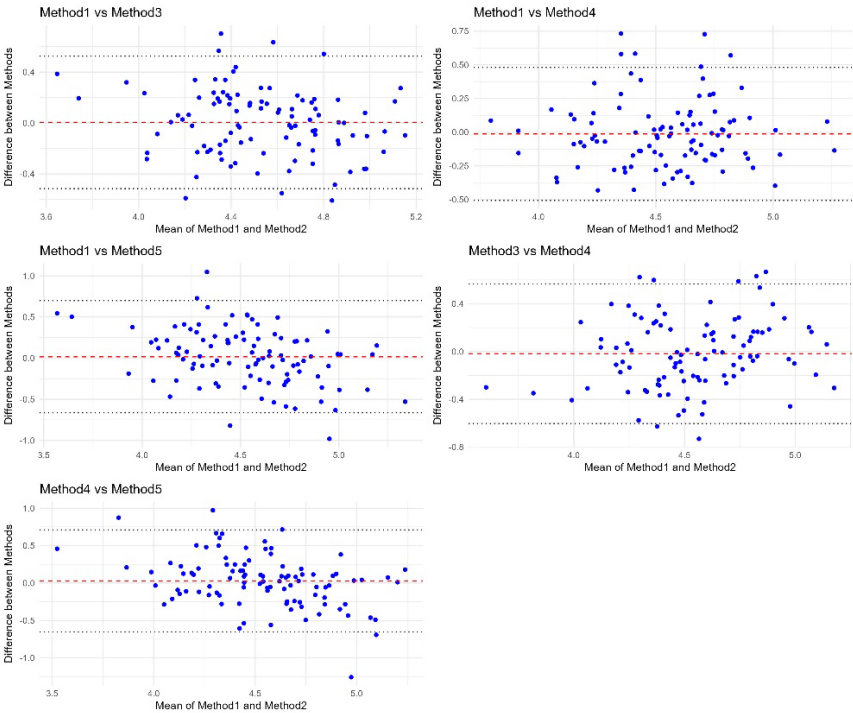 Method1 vs Method3
Difference between Methods
0.4
0.0
-0.4
3.6 4.0 4.4 4.8 5.2
Mean of Method1 and Method2
Method1 vs Method4
Difference between Methods
0.75
0.50
0.25
0.00
-0.25
-0.50
4.0 4.5 5.0
Mean of Method1 and Method2
Method1 vs Method5
Difference between Methods
1.0
0.5
0.0
-0.5
-1.0
3.5 4.0 4.5 5.0
Mean of Method1 and Method2
Method3 vs Method4
Difference between Methods
0.4
0.0
-0.4
-0.8
4.0 4.5 5.0
Mean of Method1 and Method2
Method4 vs Method5
Difference between Methods
1.0
0.5
0.0
-0.5
-1.0
3.5 4.0 4.5 5.0
Mean of Method1 and Method2